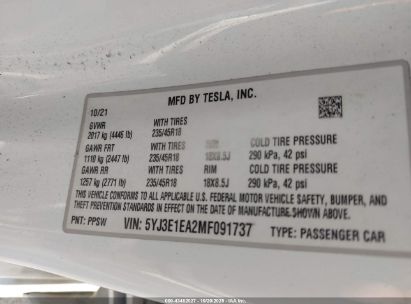 MFD BY TESLA, INC.
10/21
GVWR WITH TIRES
2017 kg (4445 lb) 235/45R18
GAWR FRT WITH TIRES RIM COLD TIRE PRESSURE
1110 kg (2447 lb) 235/45R18 18X8.5J 290 kPa, 42 psi
GAWR RR WITH TIRES RIM COLD TIRE PRESSURE
1257 kg (2771 lb) 235/45R18 18X8.5J 290 kPa, 42 psi
THIS VEHICLE CONFORMS TO ALL APPLICABLE U.S. FEDERAL MOTOR VEHICLE SAFETY, BUMPER, AND
THEFT PREVENTION STANDARDS IN EFFECT ON THE DATE OF MANUFACTURE SHOWN ABOVE.
PNT: PPSW VIN: 5YJ3E1EA2MF091737 TYPE: PASSENGER CAR